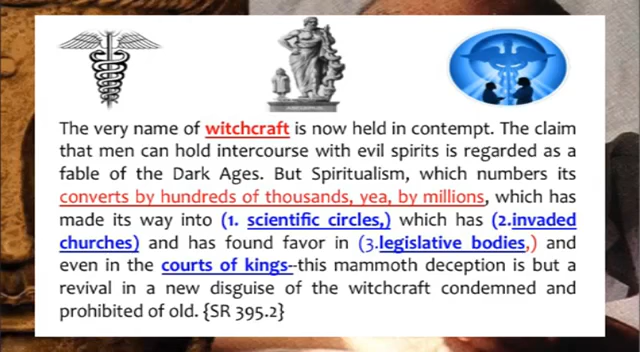 The very name of witchcraft is now held in contempt. The claim
that men can hold intercourse with evil spirits is regarded as a
fable of the Dark Ages. But Spiritualism, which numbers its
converts by hundreds of thousands, yea, by millions, which has
made its way into (1. scientific circles,) which has (2.invaded
churches) and has found favor in (3.legislative bodies,) and
even in the courts of kings--this mammoth deception is but a
revival in a new disguise of the witchcraft condemned and
prohibited of old. {SR 395.2}